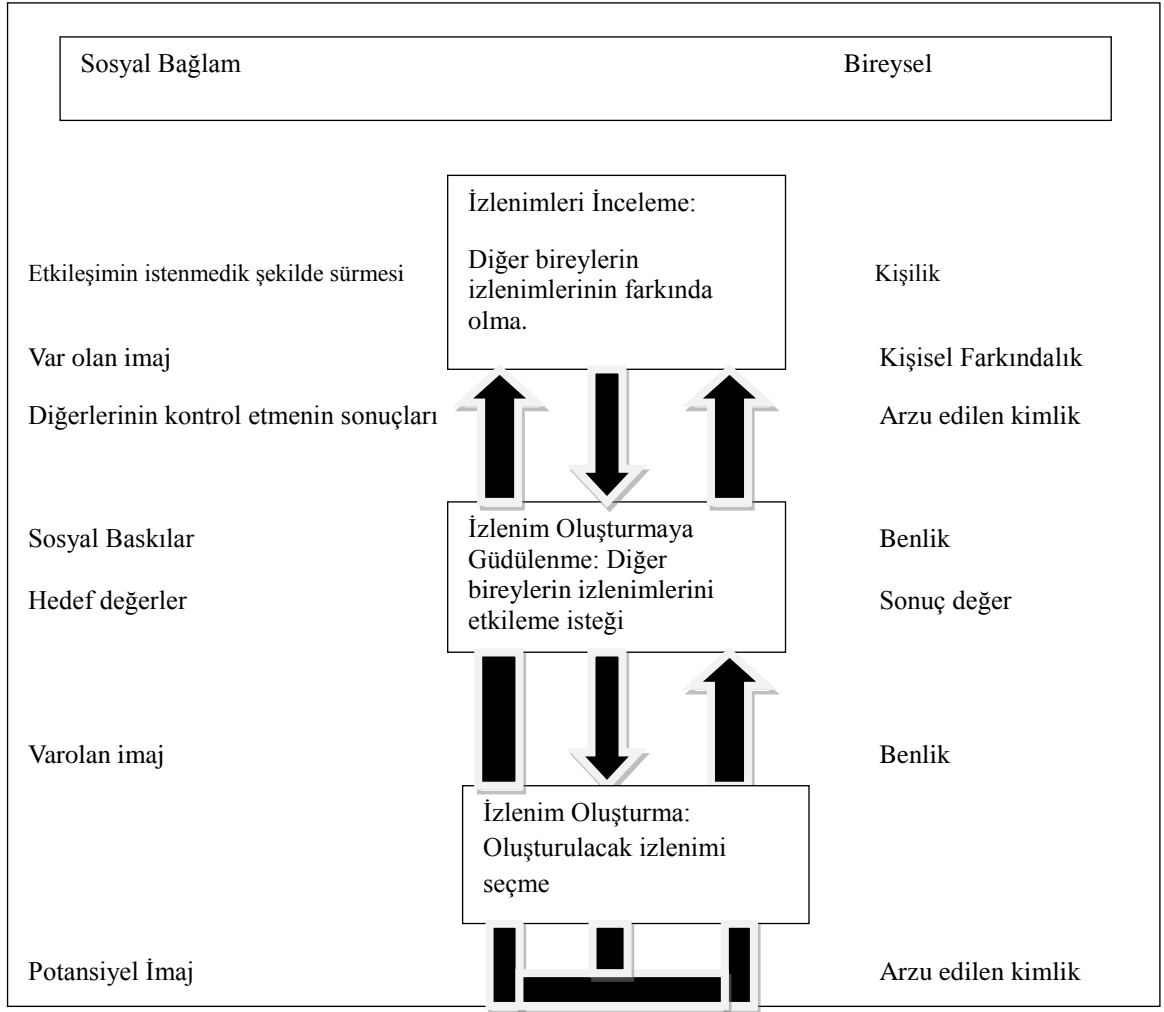 Sosyal Bağlam Bireysel
İzlenimleri İnceleme:
Diğer bireylerin
izlenimlerinin farkında
olma.
Etkileşimin istenmedik şekilde sürmesi
Kişilik
Var olan imaj
Kişisel Farkındalık
Diğerlerinin kontrol etmenin sonuçları
Arzu edilen kimlik
İzlenim Oluşturmaya
Güdülenme: Diğer
bireylerin izlenimlerini
etkileme isteği
Sosyal Baskılar
Benlik
Hedef değerler
Sonuç değer
Varolan imaj
Benlik
İzlenim Oluşturma:
Oluşturulacak izlenimi
seçme
Potansiyel İmaj
Arzu edilen kimlik